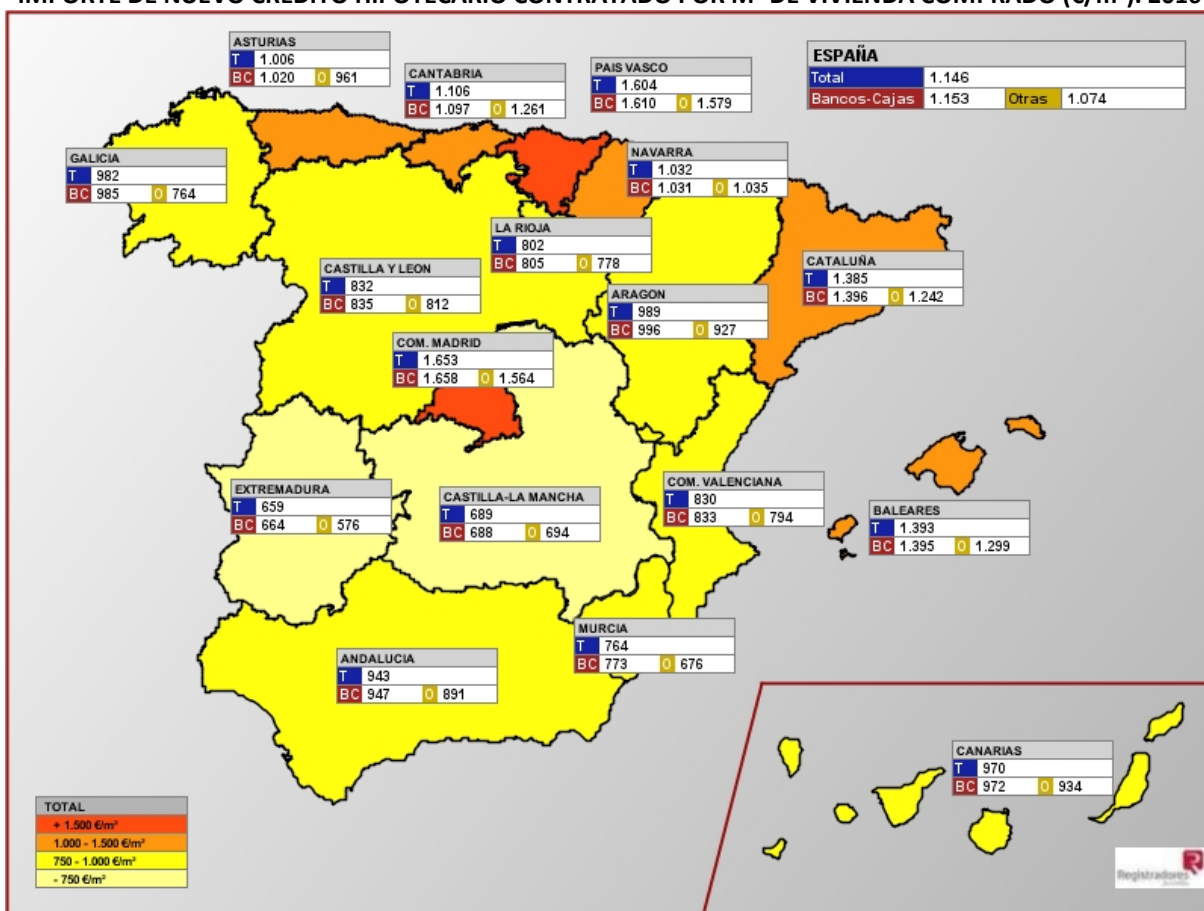 IMPORTE DE NUEVO CRÉDITO HIPOTECARIO CONTRATADO POR M² DE VIVIENDA COMPRADO (€/m²). 2016
ASTURIAS
T 1.006
BC 1.020 O 961
CANTABRIA
T 1.106
BC 1.097 O 1.261
PAIS VASCO
T 1.604
BC 1.610 O 1.579
ESPAÑA
Total 1.146
Bancos-Cajas 1.153 Otras 1.074
GALICIA
T 982
BC 985 O 764
NAVARRA
T 1.032
BC 1.031 O 1.035
LA RIOJA
T 802
BC 805 O 778
CASTILLA Y LEON
T 832
BC 835 O 812
CATALUÑA
T 1.385
BC 1.396 O 1.242
ARAGON
T 989
BC 996 O 927
COM. MADRID
T 1.653
BC 1.658 O 1.564
EXTREMADURA
T 659
BC 664 O 576
CASTILLA-LA MANCHA
T 689
BC 688 O 694
COM. VALENCIANA
T 830
BC 833 O 794
BALEARES
T 1.393
BC 1.395 O 1.299
MURCIA
T 764
BC 773 O 676
ANDALUCIA
T 943
BC 947 O 891
CANARIAS
T 970
BC 972 O 934
TOTAL
+ 1.500 €/m²
1.000 - 1.500 €/m²
750 - 1.000 €/m²
- 750 €/m²
Registradores